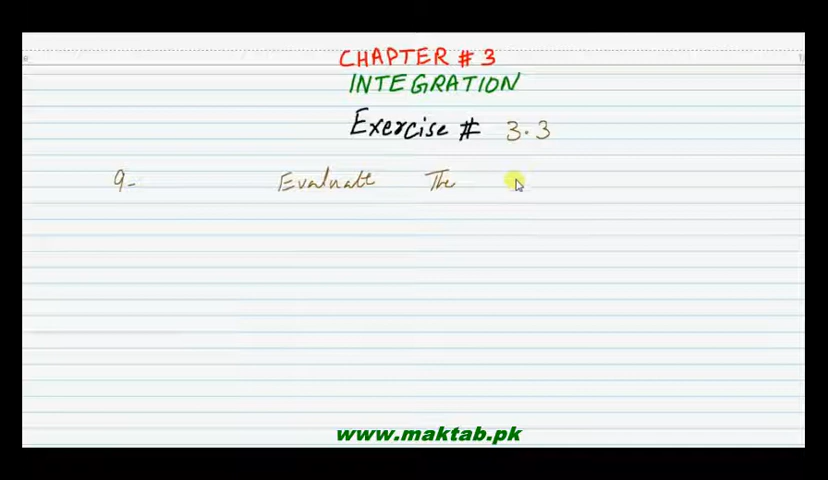 CHAPTER # 3
INTEGRATION
Exercise # 3.3
9- Evaluate The
www.maktab.pk